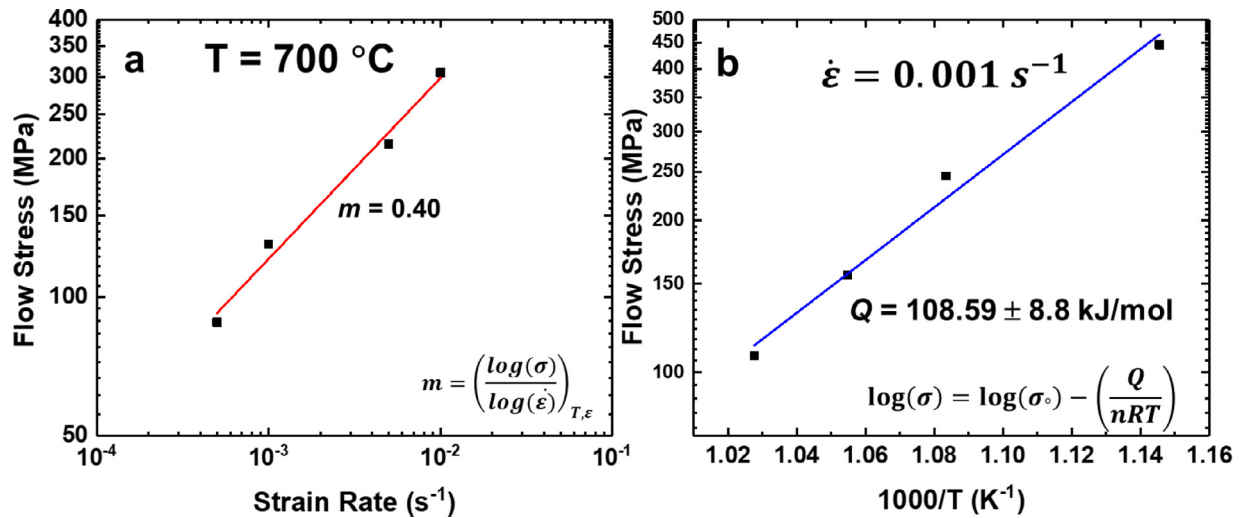 a T = 700 °C
400
300
250
200
150
100
50
Flow Stress (MPa)
m = 0.40
m = (log(σ)/log(ε̇))T,ε
10⁻⁴ 10⁻³ 10⁻² 10⁻¹
Strain Rate (s⁻¹)
b ε̇ = 0.001 s⁻¹
500
450
400
350
300
250
200
150
100
Flow Stress (MPa)
Q = 108.59 ± 8.8 kJ/mol
log(σ) = log(σ∘) − (Q/nRT)
1.02 1.04 1.06 1.08 1.10 1.12 1.14 1.16
1000/T (K⁻¹)